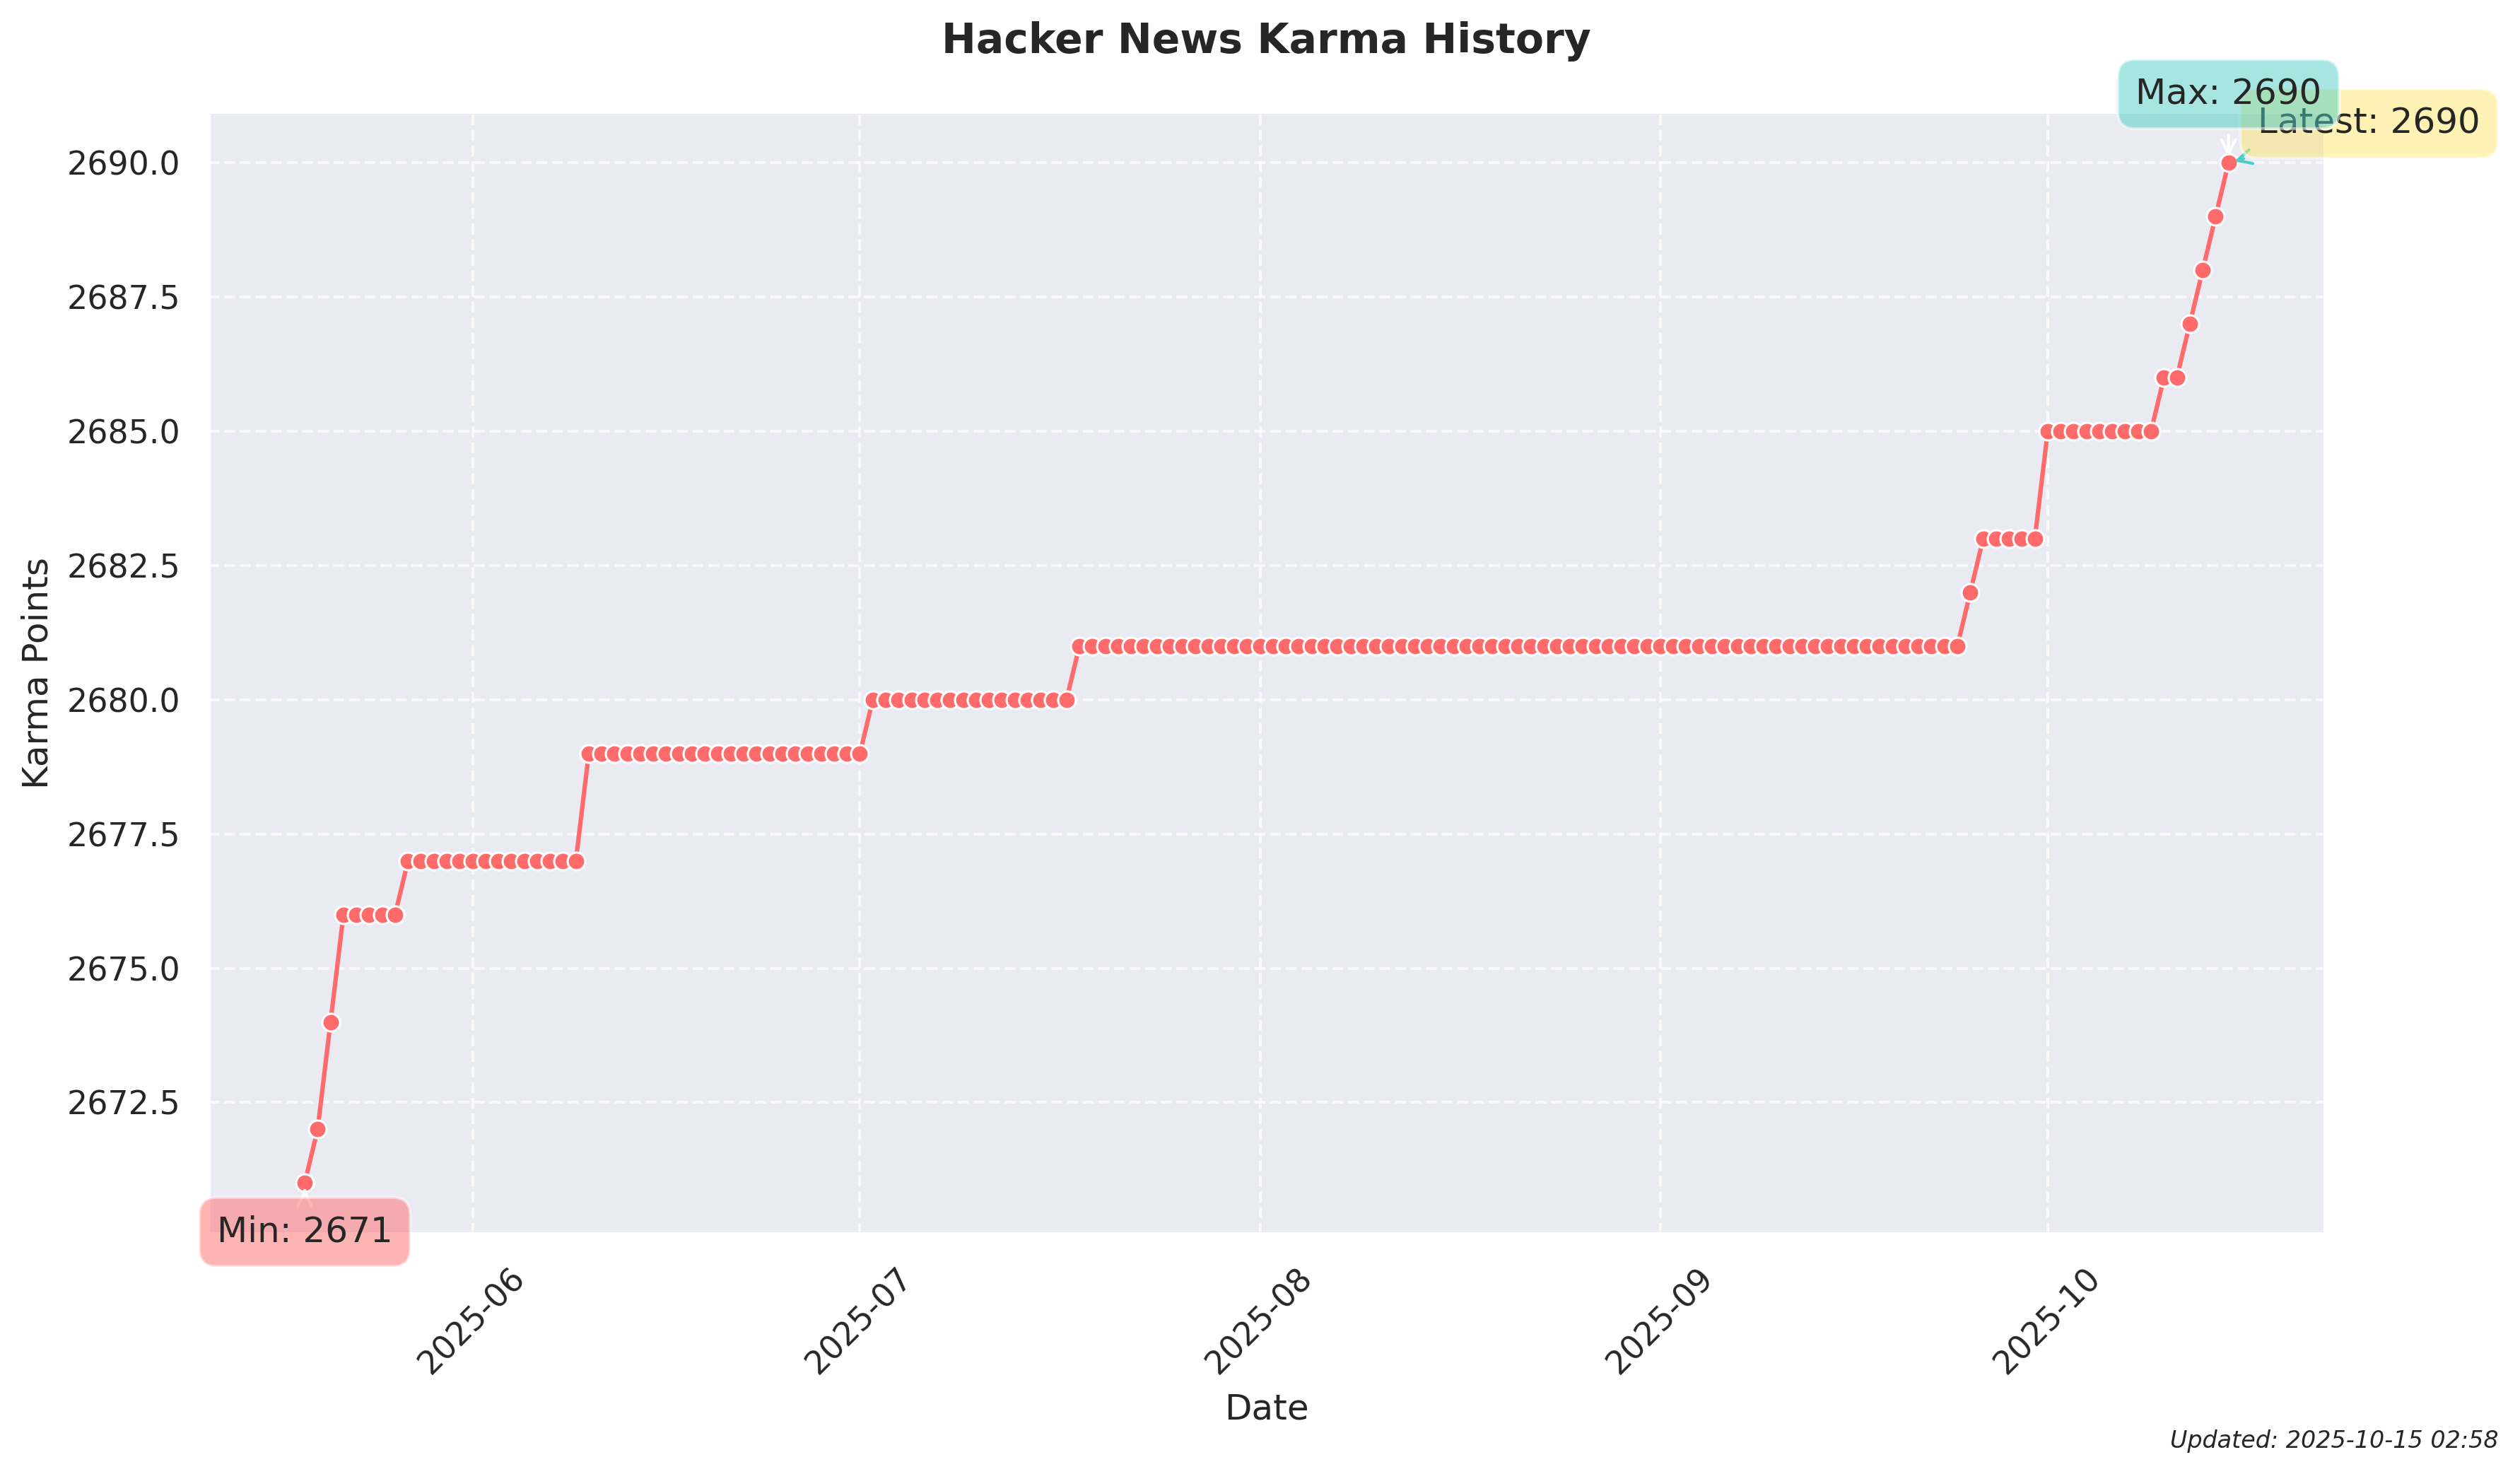 Hacker News Karma History
Max: 2690
Latest: 2690
2690.0
2687.5
2685.0
2682.5
2680.0
2677.5
2675.0
2672.5
Karma Points
Min: 2671
2025-06
2025-07
2025-08
2025-09
2025-10
Date
Updated: 2025-10-15 02:58